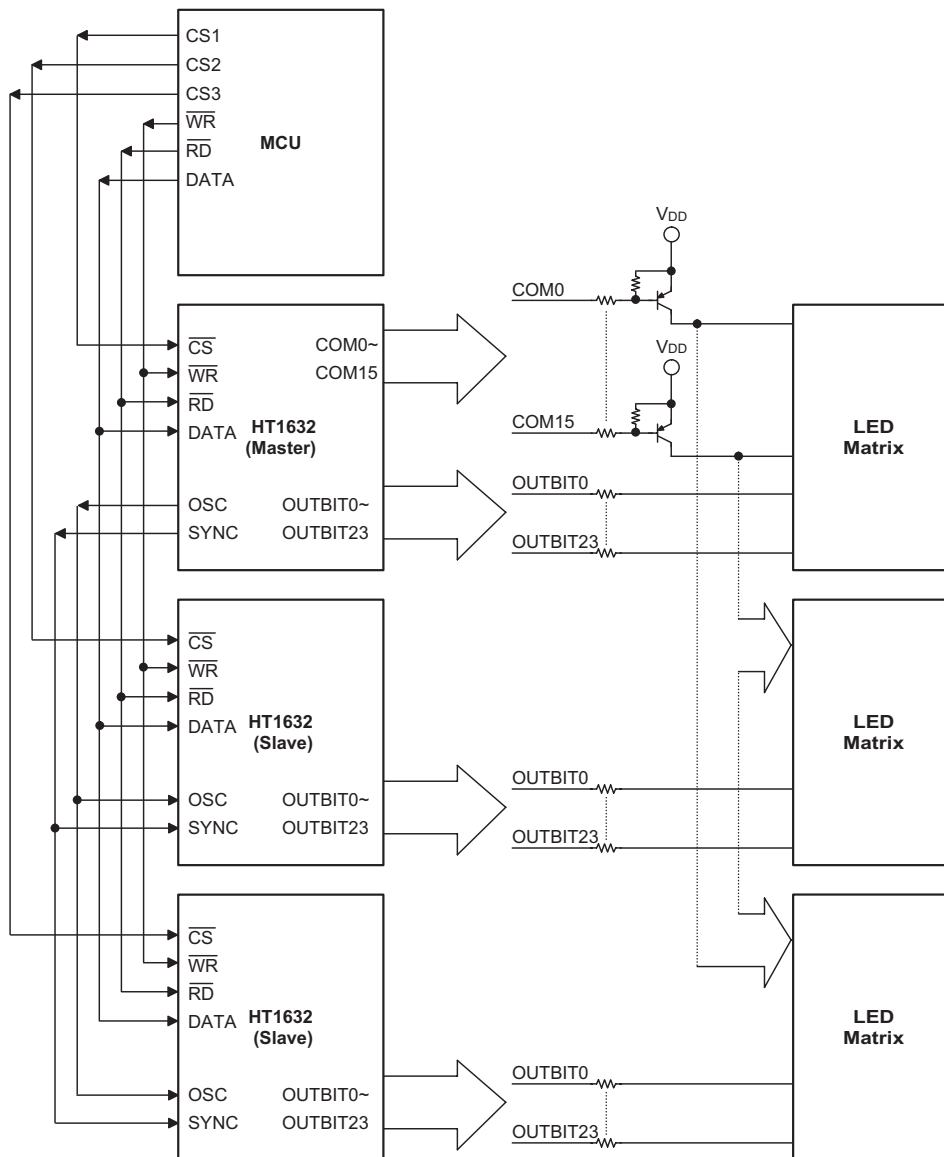 CS1
CS2
CS3
WR
RD
DATA
MCU
CS
WR
RD
DATA
OSC
SYNC
HT1632
(Master)
COM0~
COM15
OUTBIT0~
OUTBIT23
VDD
COM0
VDD
COM15
OUTBIT0
OUTBIT23
LED
Matrix
CS
WR
RD
DATA
OSC
SYNC
HT1632
(Slave)
OUTBIT0~
OUTBIT23
OUTBIT0
OUTBIT23
LED
Matrix
CS
WR
RD
DATA
OSC
SYNC
HT1632
(Slave)
OUTBIT0~
OUTBIT23
OUTBIT0
OUTBIT23
LED
Matrix